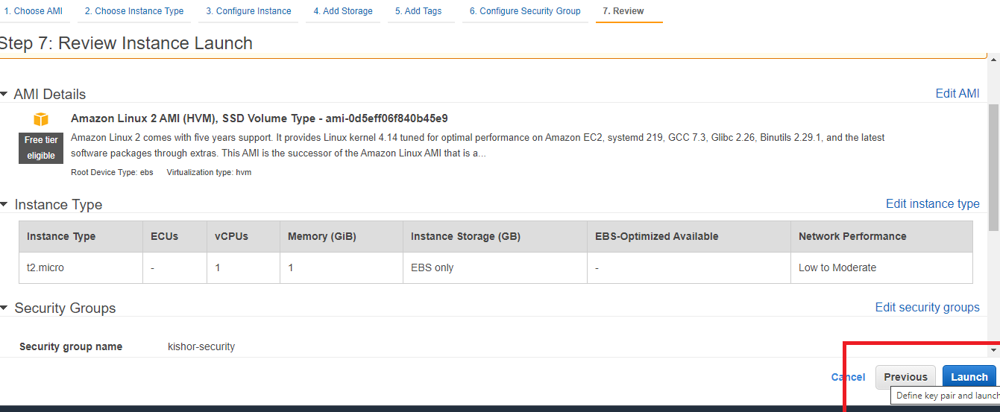 1. Choose AMI 2. Choose Instance Type 3. Configure Instance 4. Add Storage 5. Add Tags 6. Configure Security Group 7. Review
Step 7: Review Instance Launch
AMI Details Edit AMI
Amazon Linux 2 AMI (HVM), SSD Volume Type - ami-0d5eff06f840b45e9
Free tier eligible
Amazon Linux 2 comes with five years support. It provides Linux kernel 4.14 tuned for optimal performance on Amazon EC2, systemd 219, GCC 7.3, Glibc 2.26, Binutils 2.29.1, and the latest
software packages through extras. This AMI is the successor of the Amazon Linux AMI that is a...
Root Device Type: ebs Virtualization type: hvm
Instance Type Edit instance type
Instance Type ECUs vCPUs Memory (GiB) Instance Storage (GB) EBS-Optimized Available Network Performance
t2.micro - 1 1 EBS only - Low to Moderate
Security Groups Edit security groups
Security group name kishor-security
Cancel Previous Launch
Define key pair and launch